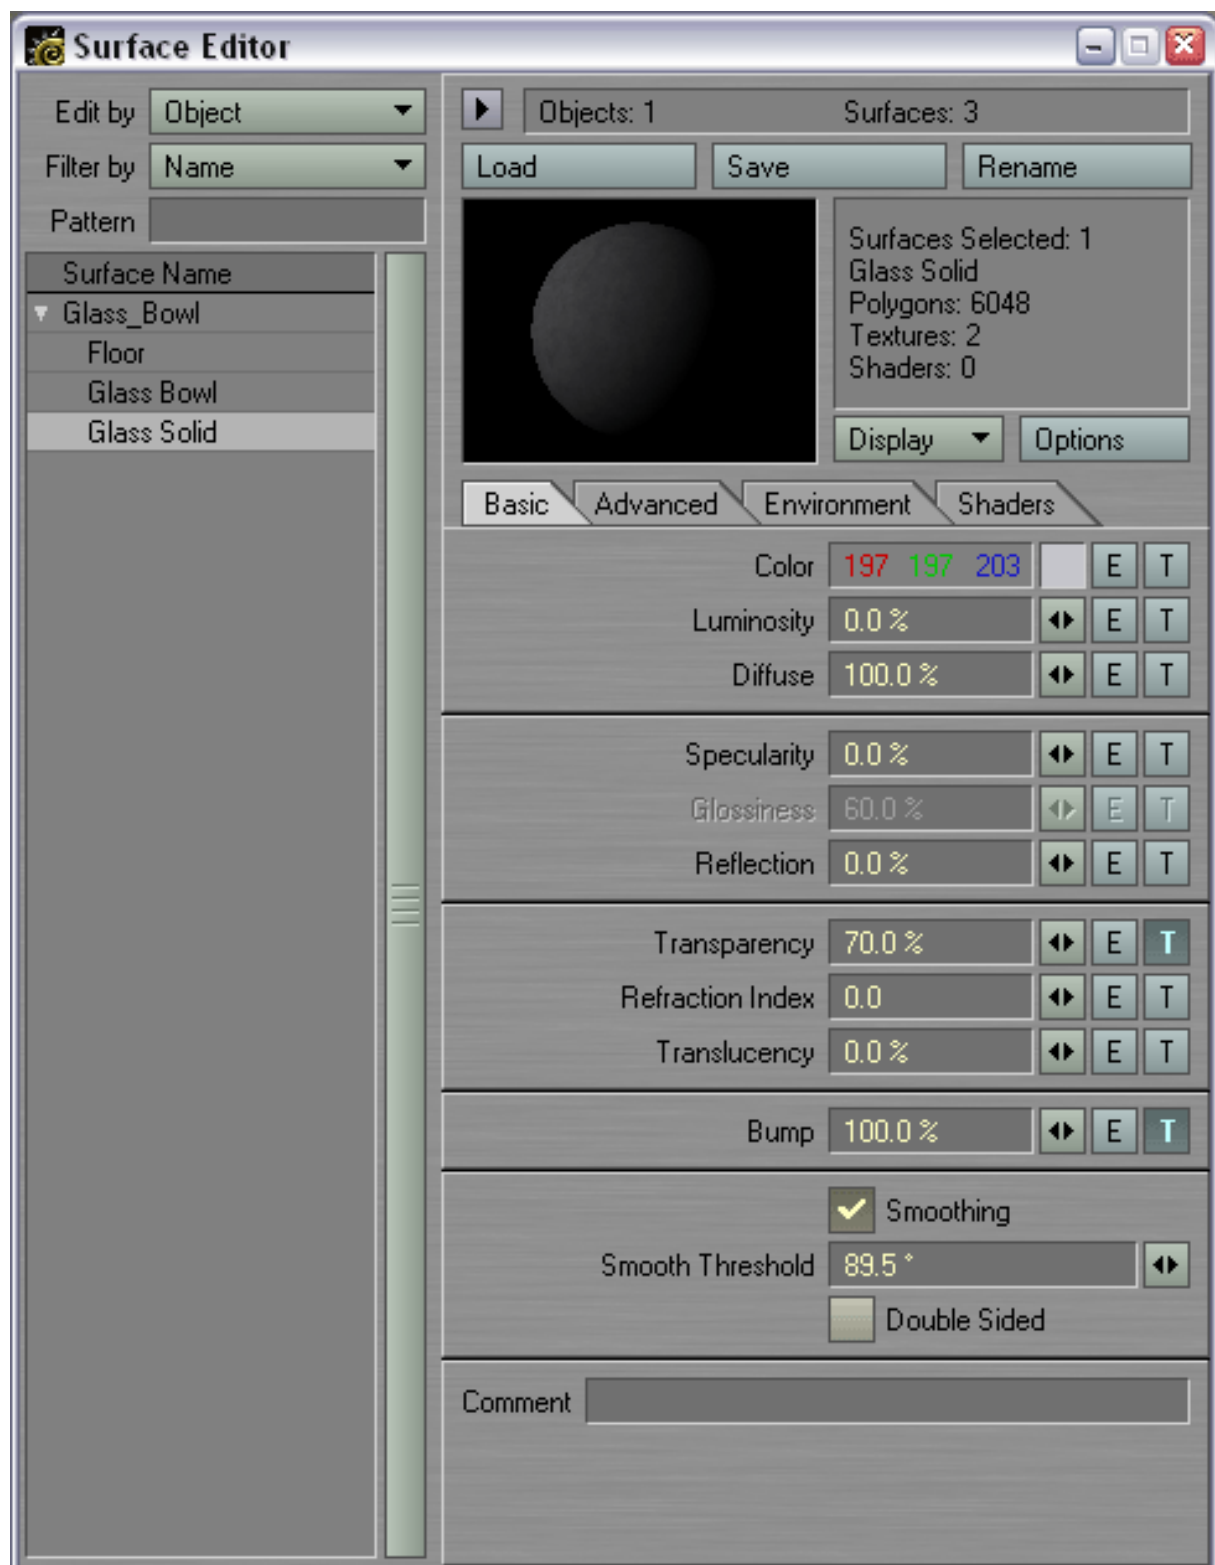 Surface Editor
Edit by Object
Filter by Name
Pattern
Surface Name
Glass_Bowl
Floor
Glass Bowl
Glass Solid
Objects: 1 Surfaces: 3
Load Save Rename
Surfaces Selected: 1
Glass Solid
Polygons: 6048
Textures: 2
Shaders: 0
Display Options
Basic Advanced Environment Shaders
Color 197 197 203 E T
Luminosity 0.0 % E T
Diffuse 100.0 % E T
Specularity 0.0 % E T
Glossiness 60.0 % E T
Reflection 0.0 % E T
Transparency 70.0 % E T
Refraction Index 0.0 E T
Translucency 0.0 % E T
Bump 100.0 % E T
Smoothing
Smooth Threshold 89.5 °
Double Sided
Comment